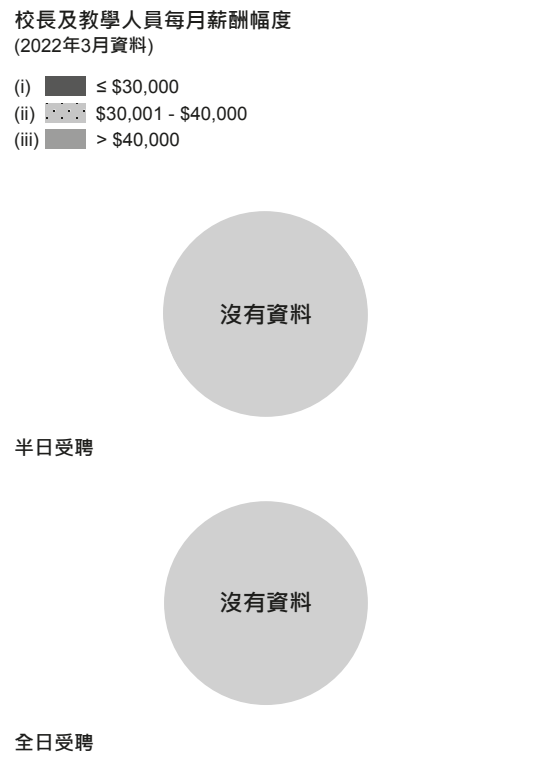 校長及教學人員每月薪酬幅度
(2022年3月資料)
(i) ≤ $30,000
(ii) $30,001 - $40,000
(iii) > $40,000
沒有資料
半日受聘
沒有資料
全日受聘